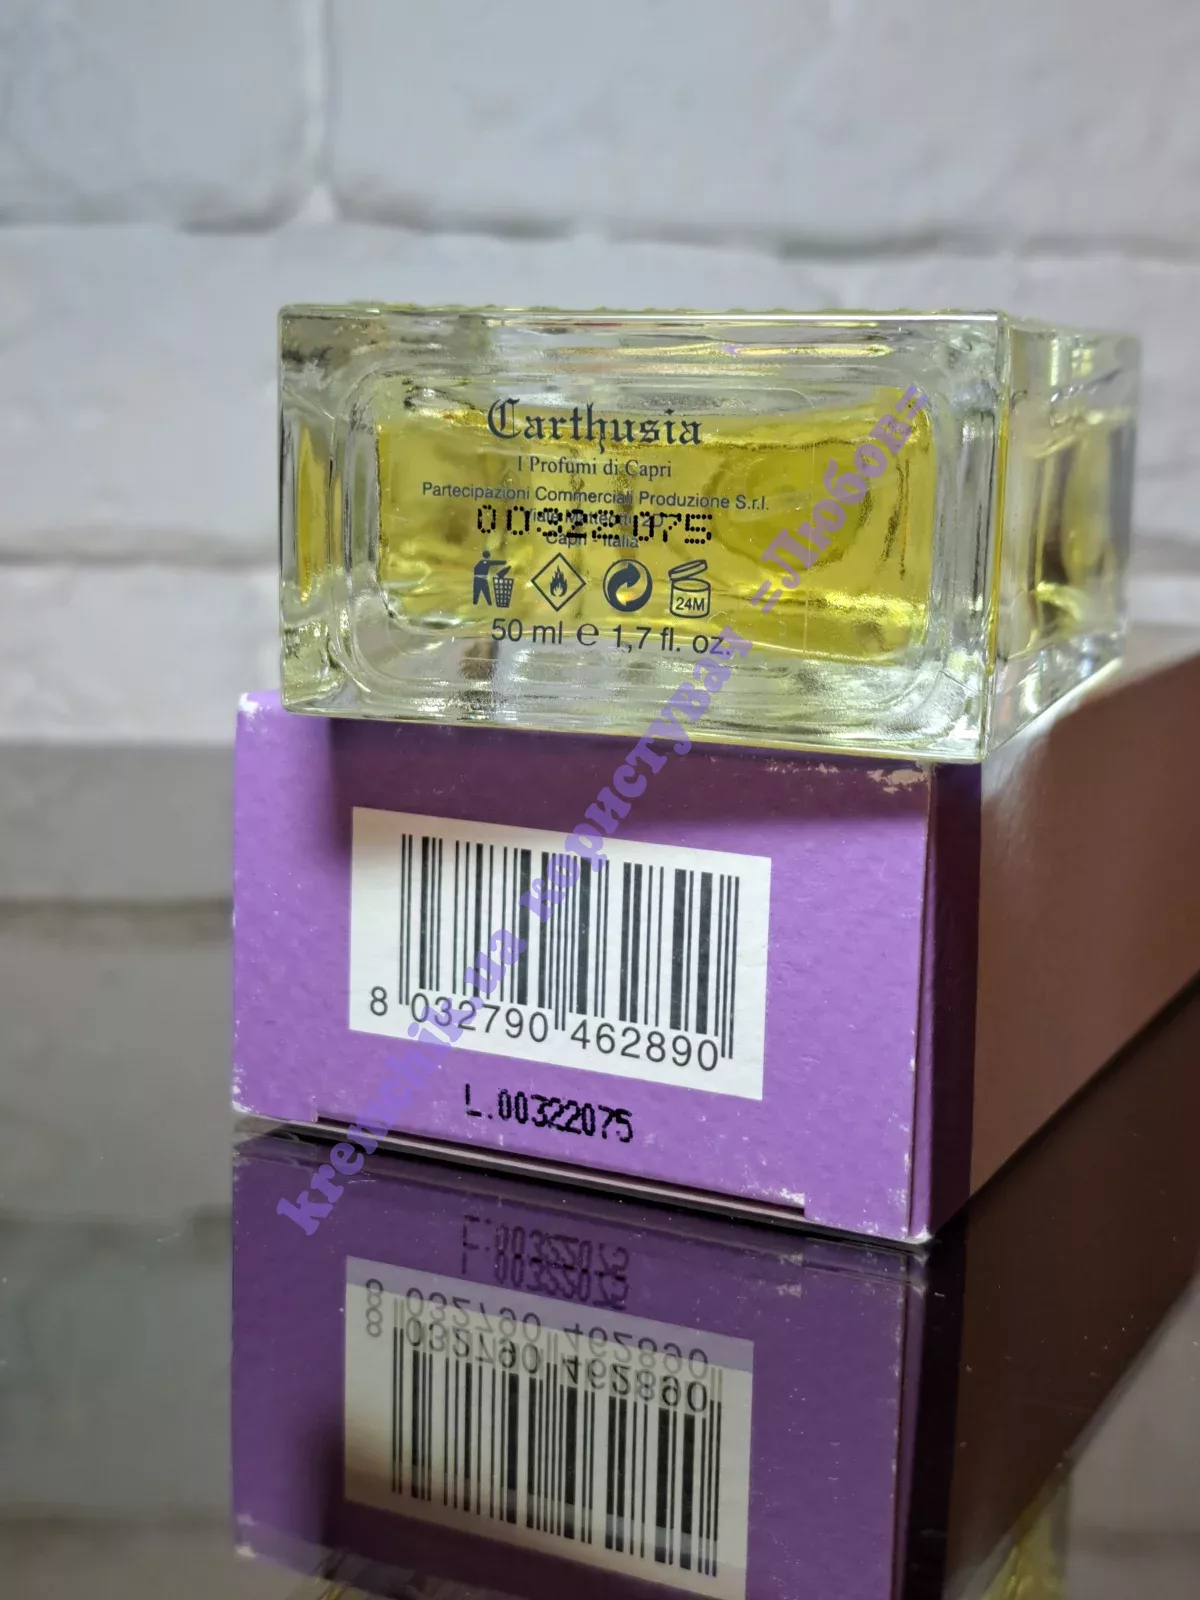 Carthusia
I Profumi di Capri
Partecipazioni Commerciali Produzione S.r.l.
00322075
Capri - Italia
24M
50 ml e 1,7 fl. oz.
8 032790 462890
L.00322075
kremchik.ua користувач =Любов=